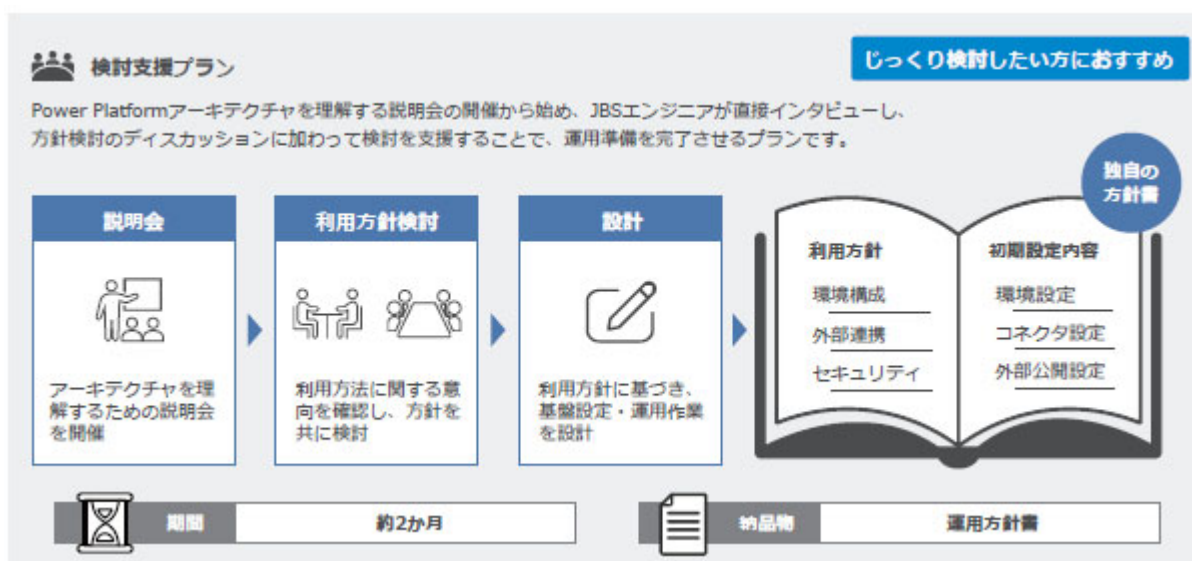 検討支援プラン
じっくり検討したい方におすすめ
Power Platformアーキテクチャを理解する説明会の開催から始め、JBSエンジニアが直接インタビューし、
方針検討のディスカッションに加わって検討を支援することで、運用準備を完了させるプランです。
独自の
方針書
説明会
アーキテクチャを理
解するための説明会
を開催
利用方針検討
利用方法に関する意
向を確認し、方針を
共に検討
設計
利用方針に基づき、
基盤設定・運用作業
を設計
利用方針
環境構成
外部連携
セキュリティ
初期設定内容
環境設定
コネクタ設定
外部公開設定
期間
約2か月
納品物
運用方針書